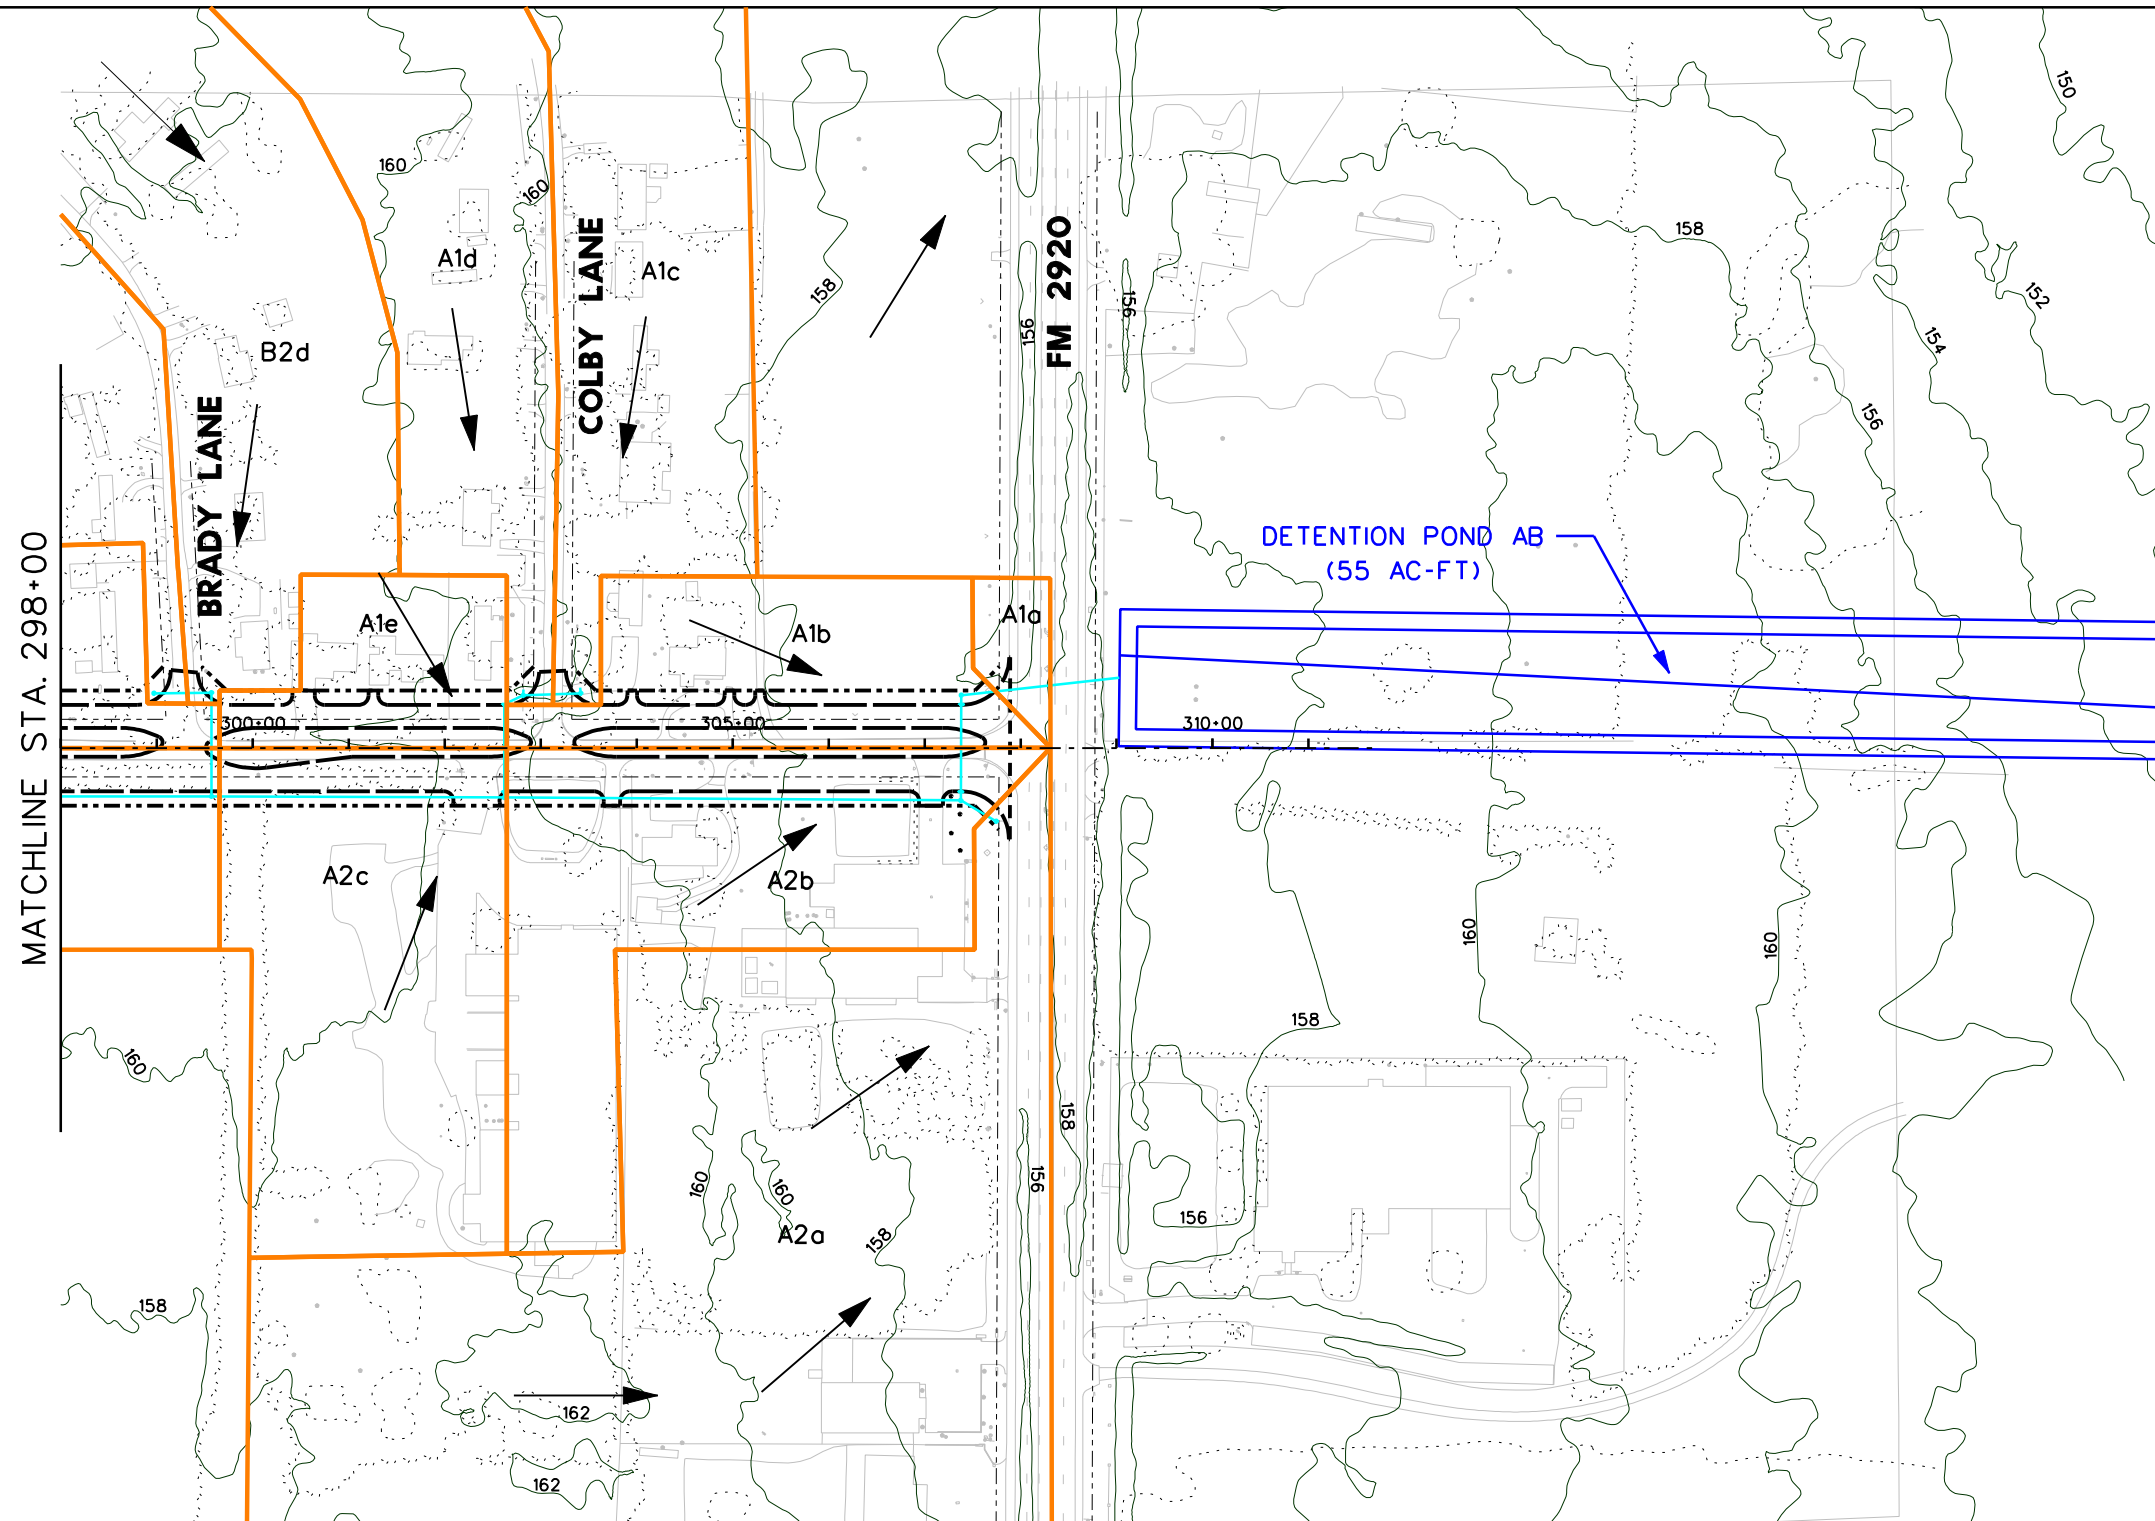 150
160
160
158
A1d
A1c
COLBY LANE
FM 2920
158
156
156
152
154
B2d
156
BRADY LANE
MATCHLINE STA. 298+00
DETENTION POND AB
(55 AC-FT)
A1e
A1b
A1a
300+00
305+00
310+00
A2c
A2b
160
160
158
160
158
160
160
156
156
A2a
158
158
162
162